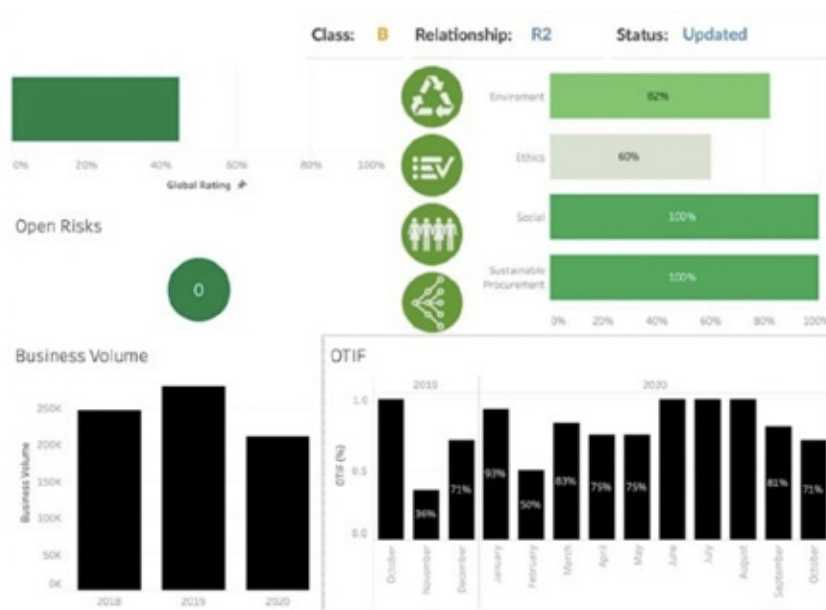 Class: B Relationship: R2 Status: Updated
0% 20% 40% 60% 80% 100%
Global Rating
Enviroment 82%
Ethics 60%
Social 100%
Sustainable
Procurement 100%
0% 20% 40% 60% 80% 100%
Open Risks
0
Business Volume
Business Volume
250K
200K
150K
100K
50K
0K
2018 2019 2020
OTIF
2019 2020
OTIF (%)
1.0
0.5
0.0
36% 71% 93% 50% 83% 75% 75% 81% 71%
October November December January February March April May June July August September October